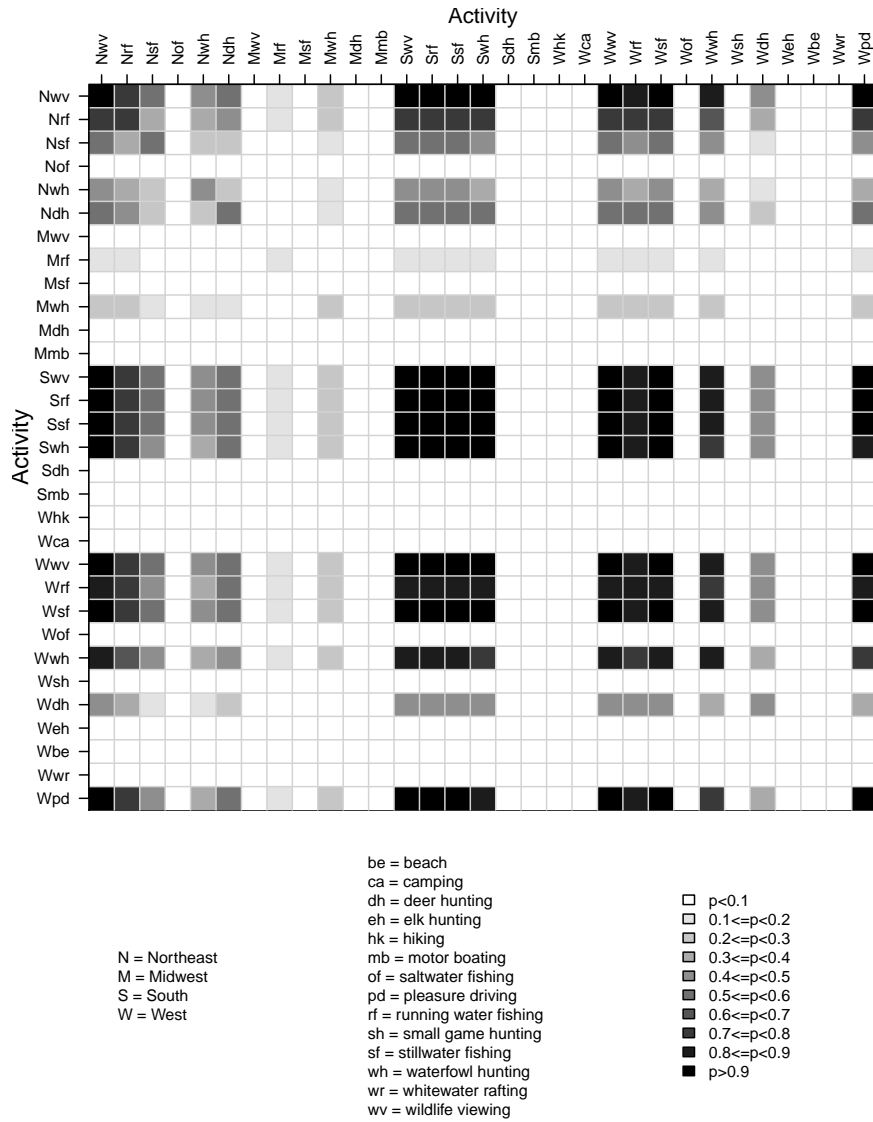 Activity
Nwv Nrf Nsf Nof Nwh Ndh Mwv Mrf Msf Mwh Mdh Mmb Swv Srf Ssf Swh Sdh Smb Whk Wca Wwv Wrf Wsf Wof Wwh Wsh Wdh Weh Wbe Wwr Wpd
Activity
Nwv
Nrf
Nsf
Nof
Nwh
Ndh
Mwv
Mrf
Msf
Mwh
Mdh
Mmb
Swv
Srf
Ssf
Swh
Sdh
Smb
Whk
Wca
Wwv
Wrf
Wsf
Wof
Wwh
Wsh
Wdh
Weh
Wbe
Wwr
Wpd
N = Northeast
M = Midwest
S = South
W = West
be = beach
ca = camping
dh = deer hunting
eh = elk hunting
hk = hiking
mb = motor boating
of = saltwater fishing
pd = pleasure driving
rf = running water fishing
sh = small game hunting
sf = stillwater fishing
wh = waterfowl hunting
wr = whitewater rafting
wv = wildlife viewing
p<0.1
0.1<=p<0.2
0.2<=p<0.3
0.3<=p<0.4
0.4<=p<0.5
0.5<=p<0.6
0.6<=p<0.7
0.7<=p<0.8
0.8<=p<0.9
p>0.9